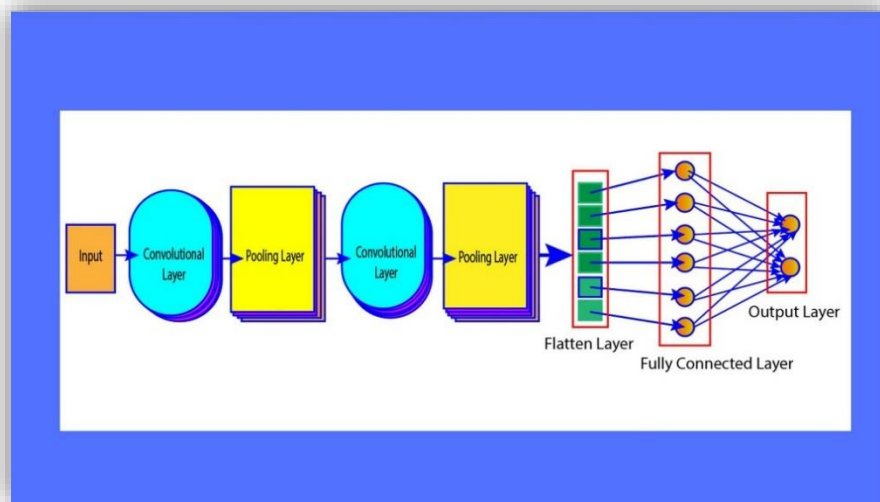 Input
Convolutional
Layer
Pooling Layer
Convolutional
Layer
Pooling Layer
Flatten Layer
Fully Connected Layer
Output Layer